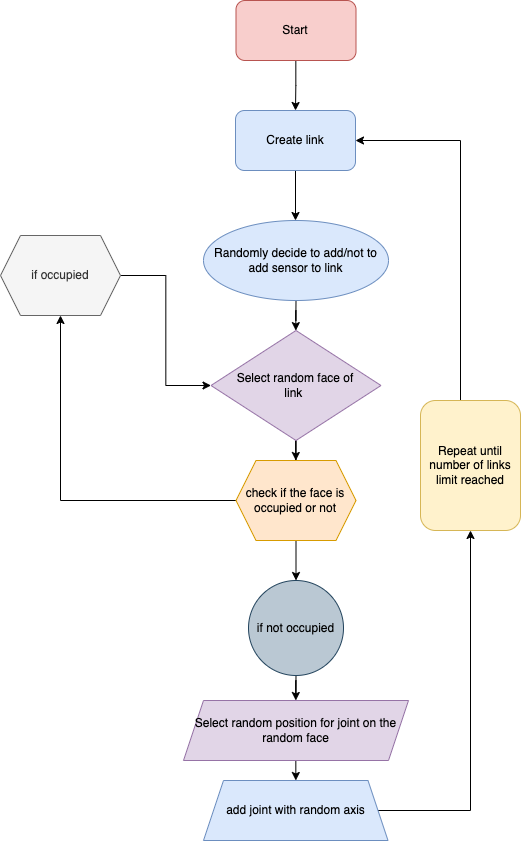 Start
Create link
Randomly decide to add/not to
add sensor to link
if occupied
Select random face of
link
check if the face is
occupied or not
Repeat until
number of links
limit reached
if not occupied
Select random position for joint on the
random face
add joint with random axis